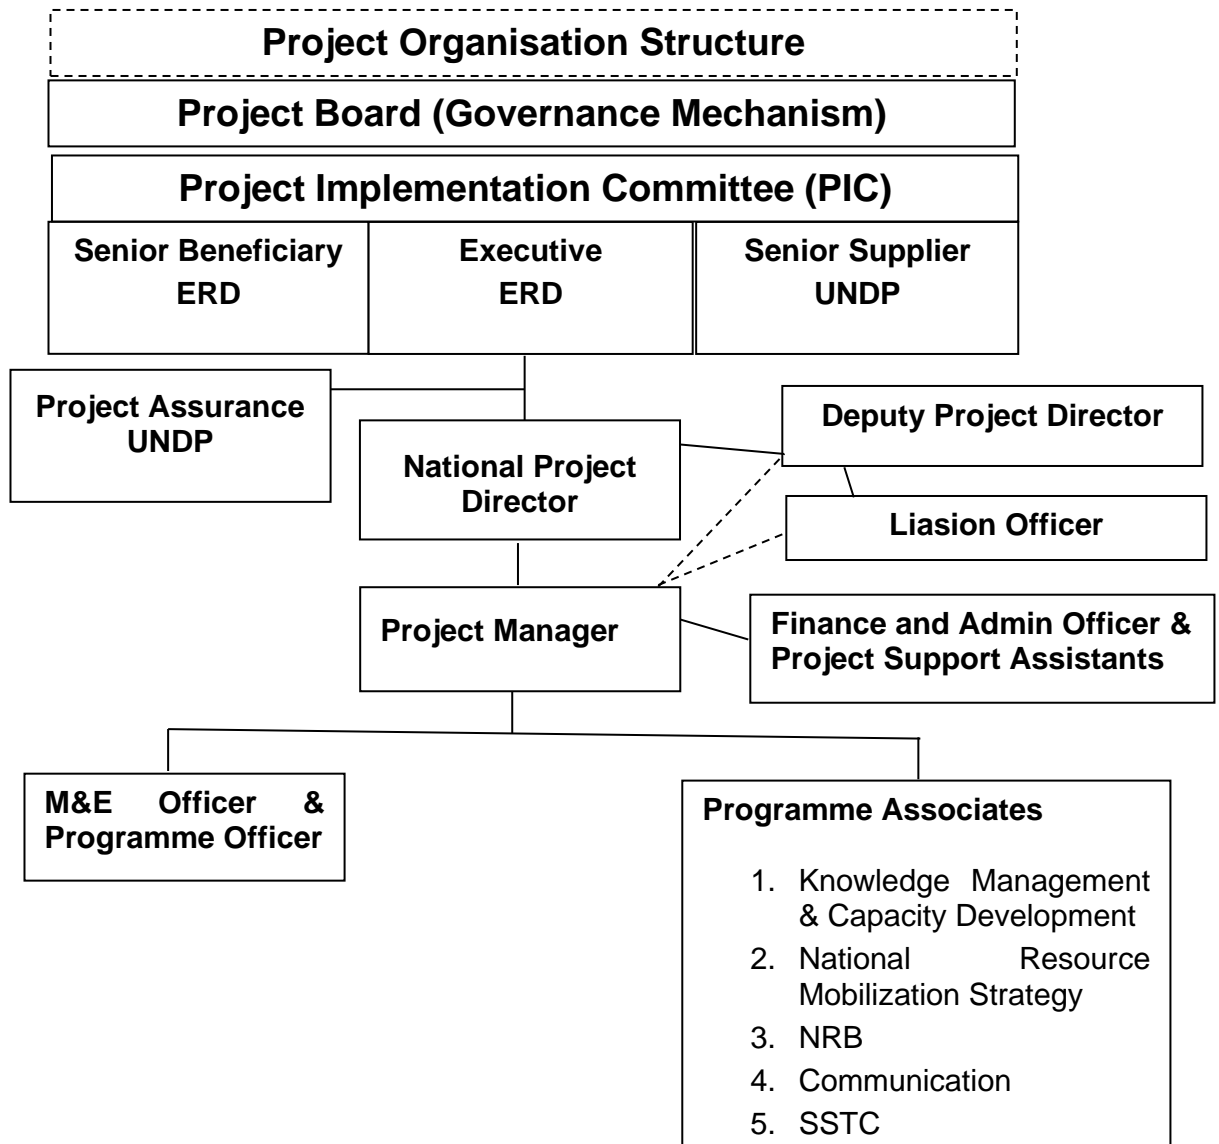 Project Organisation Structure
Project Board (Governance Mechanism)
Project Implementation Committee (PIC)
Senior Beneficiary
ERD
Executive
ERD
Senior Supplier
UNDP
Project Assurance
UNDP
National Project
Director
Deputy Project Director
Liasion Officer
Project Manager
Finance and Admin Officer &
Project Support Assistants
M&E Officer &
Programme Officer
Programme Associates
1. Knowledge Management
& Capacity Development
2. National Resource
Mobilization Strategy
3. NRB
4. Communication
5. SSTC